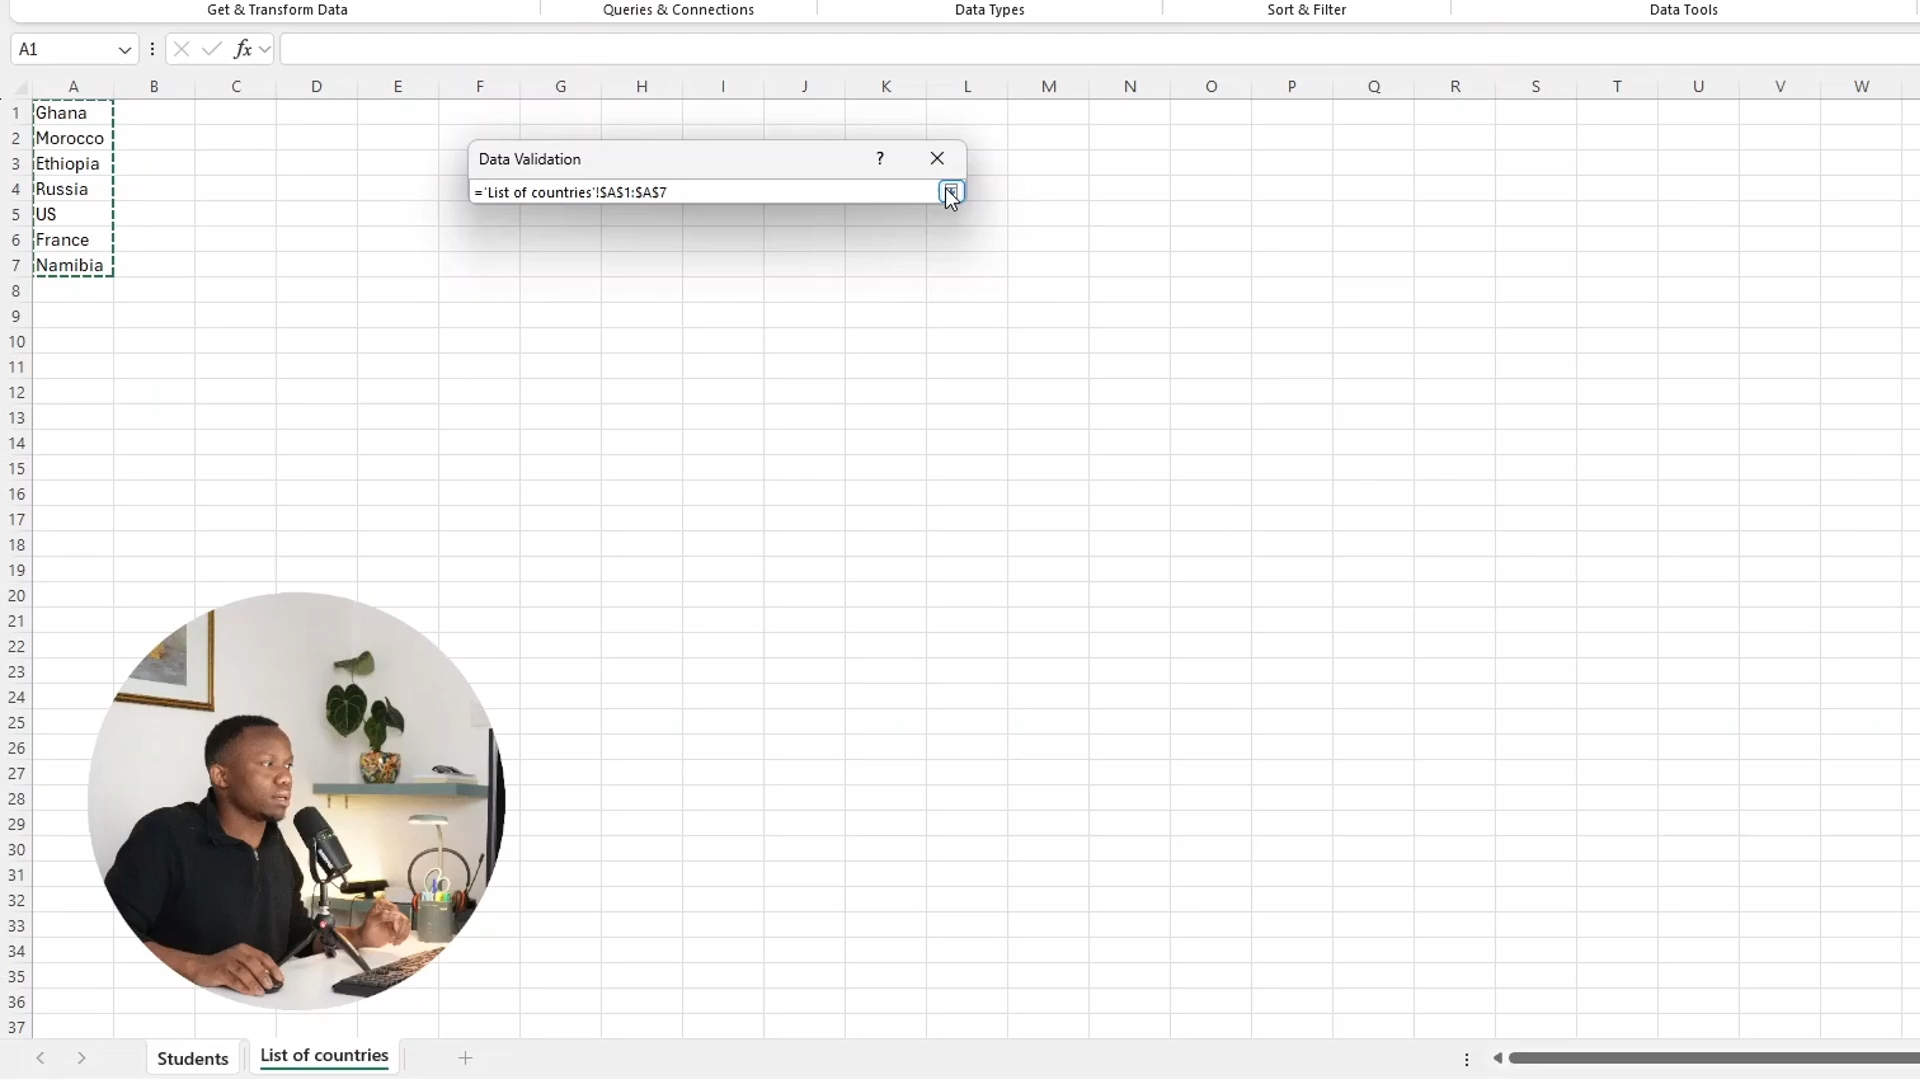 Get & Transform Data
Queries & Connections
Data Types
Sort & Filter
Data Tools
A1
fx
A B C D E F G H I J K L M N O P Q R S T U V W
1 Ghana
2 Morocco
3 Ethiopia
4 Russia
5 US
6 France
7 Namibia
8
9
10
11
12
13
14
15
16
17
18
19
20
21
22
23
24
25
26
27
28
29
30
31
32
33
34
35
36
37
Data Validation ?
='List of countries'!$A$1:$A$7
Students
List of countries